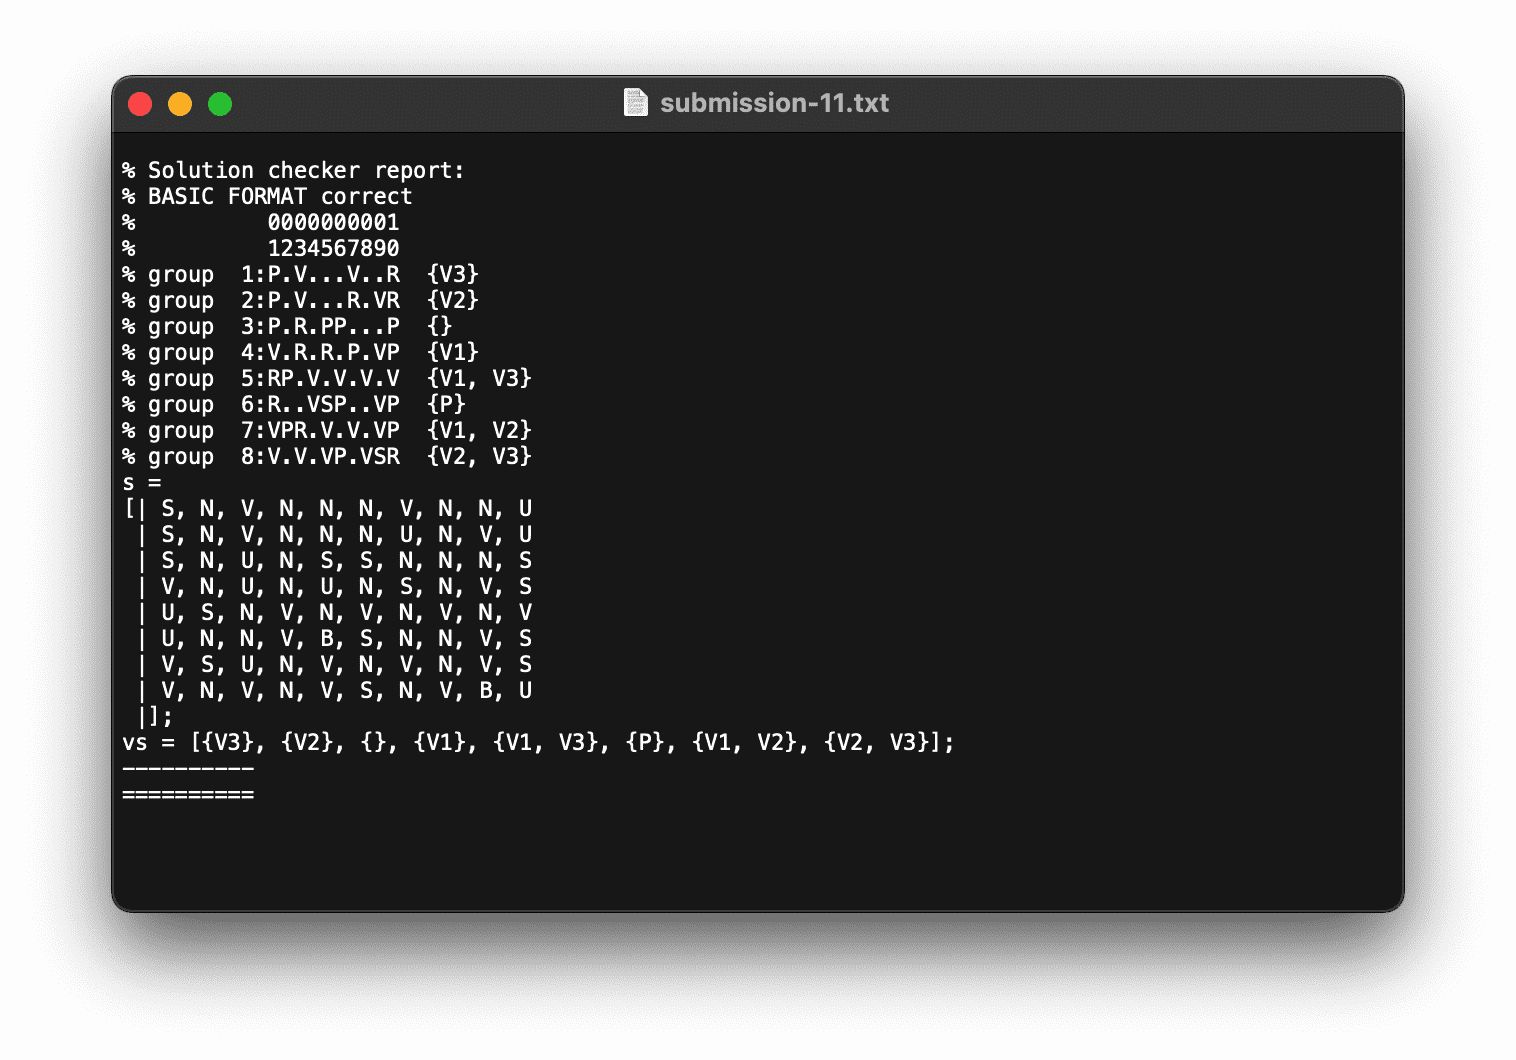 submission-11.txt
% Solution checker report:
% BASIC FORMAT correct
%          0000000001
%          1234567890
% group  1:P.V...V..R  {V3}
% group  2:P.V...R.VR  {V2}
% group  3:P.R.PP...P  {}
% group  4:V.R.R.P.VP  {V1}
% group  5:RP.V.V.V.V  {V1, V3}
% group  6:R..VSP..VP  {P}
% group  7:VPR.V.V.VP  {V1, V2}
% group  8:V.V.VP.VSR  {V2, V3}
s =
[| S, N, V, N, N, N, V, N, N, U
 | S, N, V, N, N, N, U, N, V, U
 | S, N, U, N, S, S, N, N, N, S
 | V, N, U, N, U, N, S, N, V, S
 | U, S, N, V, N, V, N, V, N, V
 | U, N, N, V, B, S, N, N, V, S
 | V, S, U, N, V, N, V, N, V, S
 | V, N, V, N, V, S, N, V, B, U
 |];
vs = [{V3}, {V2}, {}, {V1}, {V1, V3}, {P}, {V1, V2}, {V2, V3}];
----------
==========